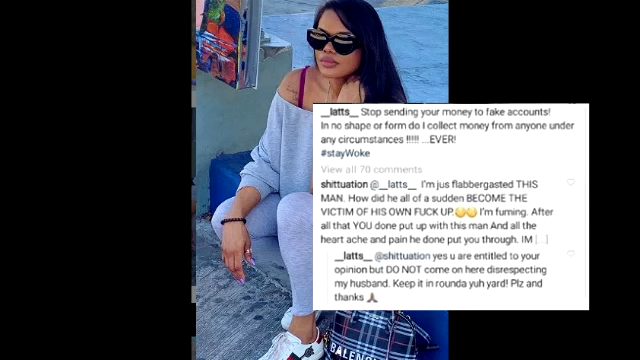 __latts__ Stop sending your money to fake accounts!
In no shape or form do I collect money from anyone under
any circumstances !!!!! ...EVER!
#stayWoke
View all 70 comments
shittuation @__latts__ I'm jus flabbergasted THIS
MAN. How did he all of a sudden BECOME THE
VICTIM OF HIS OWN FUCK UP.🙄🙄 I'm fuming. After
all that YOU done put up with this man And all the
heart ache and pain he done put you through. IM [...]
__latts__ @shittuation yes u are entitled to your
opinion but DO NOT come on here disrespecting
my husband. Keep it in rounda yuh yard! Plz and
thanks 🙏🏾
BALENC